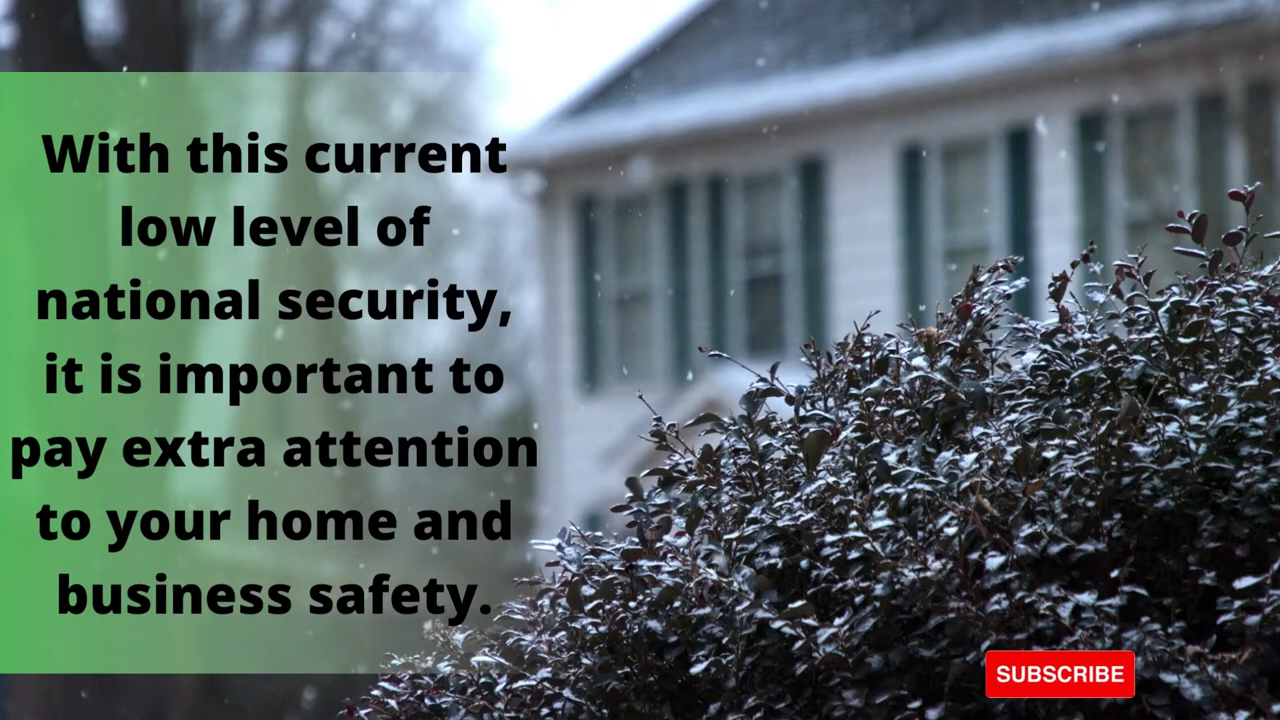 With this current
low level of
national security,
it is important to
pay extra attention
to your home and
business safety.
SUBSCRIBE